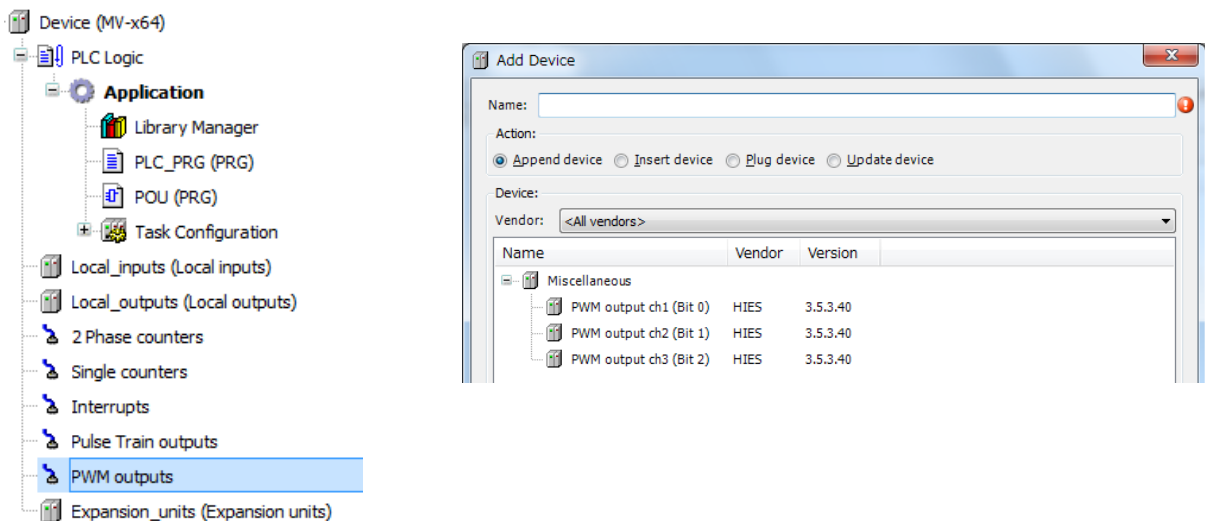 Device (MV-x64)
PLC Logic
Application
Library Manager
PLC_PRG (PRG)
POU (PRG)
Task Configuration
Local_inputs (Local inputs)
Local_outputs (Local outputs)
2 Phase counters
Single counters
Interrupts
Pulse Train outputs
PWM outputs
Expansion_units (Expansion units)
Add Device
Name:
Action:
Append device Insert device Plug device Update device
Device:
Vendor: <All vendors>
Name Vendor Version
Miscellaneous
PWM output ch1 (Bit 0) HIES 3.5.3.40
PWM output ch2 (Bit 1) HIES 3.5.3.40
PWM output ch3 (Bit 2) HIES 3.5.3.40